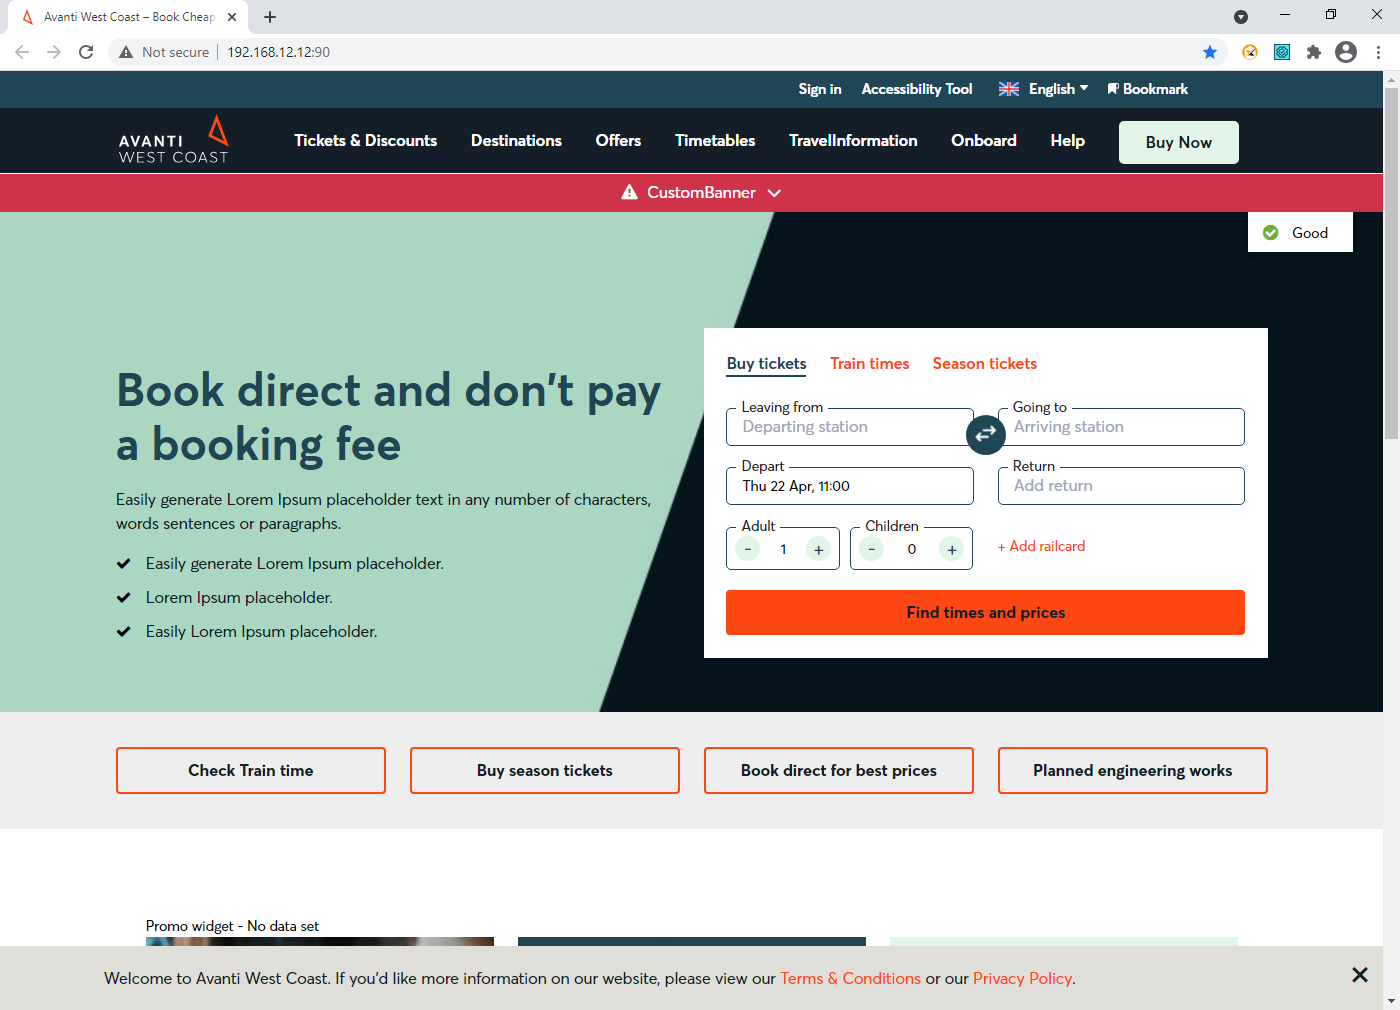 Avanti West Coast – Book Cheap
Not secure 192.168.12.12:90
Sign in Accessibility Tool English Bookmark
AVANTI
WEST COAST
Tickets & Discounts Destinations Offers Timetables TravelInformation Onboard Help Buy Now
CustomBanner
Good
Book direct and don't pay
a booking fee
Easily generate Lorem Ipsum placeholder text in any number of characters,
words sentences or paragraphs.
Easily generate Lorem Ipsum placeholder.
Lorem Ipsum placeholder.
Easily Lorem Ipsum placeholder.
Buy tickets Train times Season tickets
Leaving from Going to
Departing station Arriving station
Depart Return
Thu 22 Apr, 11:00 Add return
Adult Children
- 1 + - 0 + + Add railcard
Find times and prices
Check Train time Buy season tickets Book direct for best prices Planned engineering works
Promo widget - No data set
Welcome to Avanti West Coast. If you'd like more information on our website, please view our Terms & Conditions or our Privacy Policy.